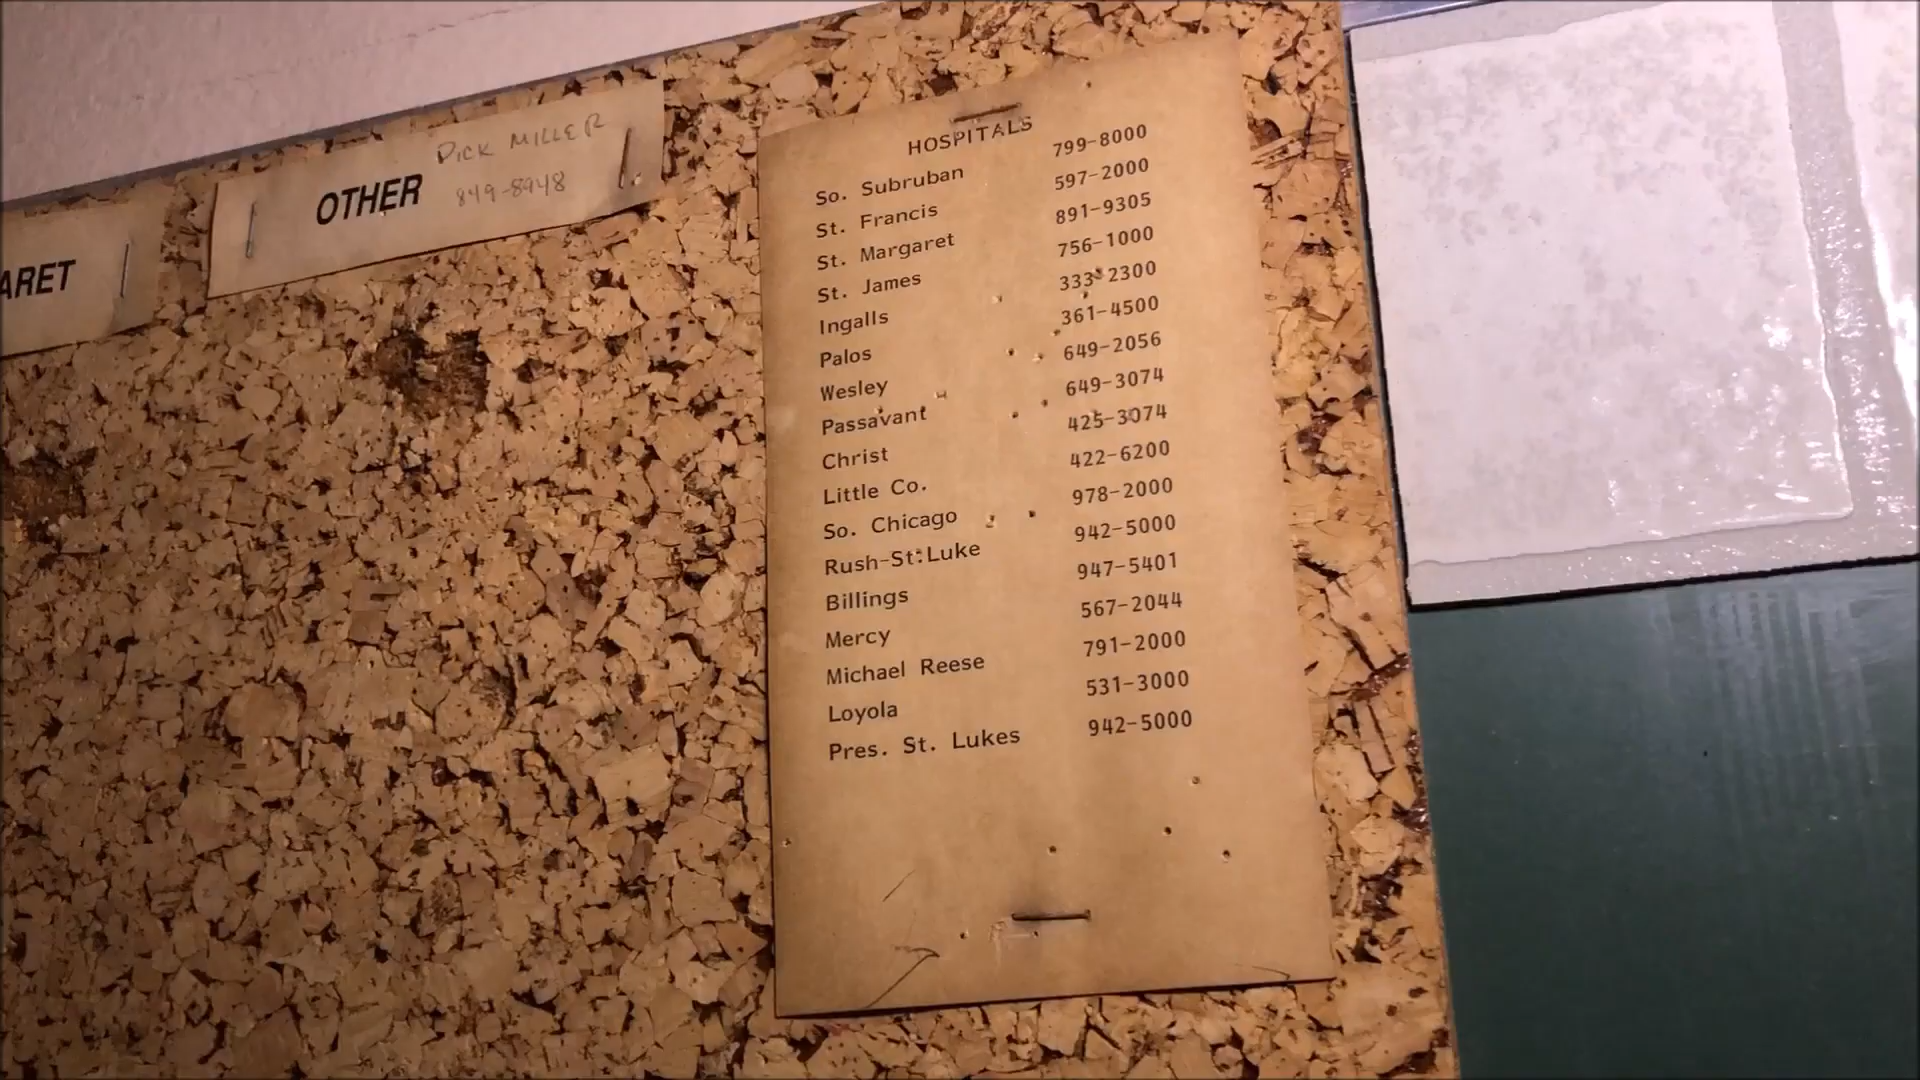 ARET
OTHER
DICK MILLER
849-8948
HOSPITALS
So. Subruban 799-8000
St. Francis 597-2000
St. Margaret 891-9305
St. James 756-1000
Ingalls 333-2300
Palos 361-4500
Wesley 649-2056
Passavant 649-3074
Christ 425-3074
Little Co. 422-6200
So. Chicago 978-2000
Rush-St.Luke 942-5000
Billings 947-5401
Mercy 567-2044
Michael Reese 791-2000
Loyola 531-3000
Pres. St. Lukes 942-5000